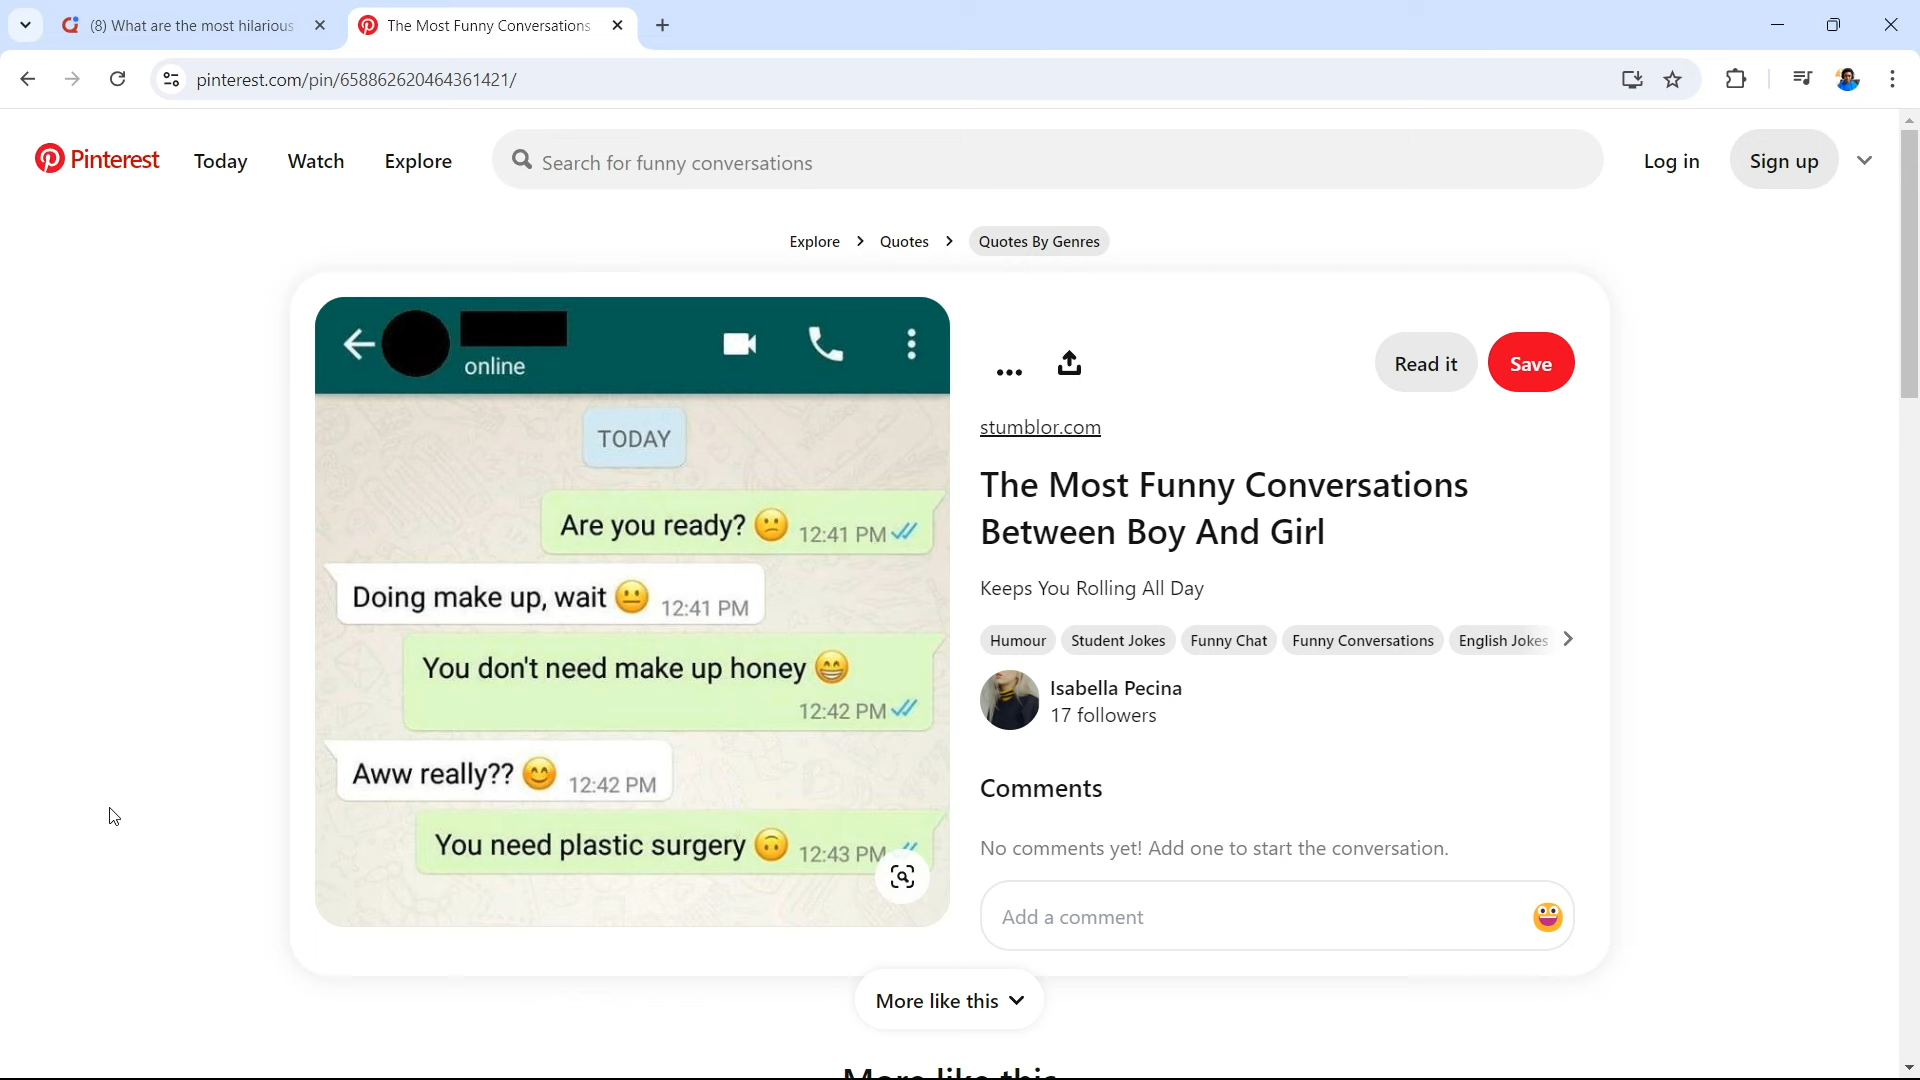 (8) What are the most hilarious
The Most Funny Conversations
pinterest.com/pin/658862620464361421/
Pinterest
Today
Watch
Explore
Search for funny conversations
Log in
Sign up
Explore
Quotes
Quotes By Genres
online
TODAY
Are you ready? 😕 12:41 PM
Doing make up, wait 😐 12:41 PM
You don't need make up honey 😁
12:42 PM
Aww really?? 😊 12:42 PM
You need plastic surgery 🙃 12:43 PM
Read it
Save
stumblor.com
The Most Funny Conversations
Between Boy And Girl
Keeps You Rolling All Day
Humour
Student Jokes
Funny Chat
Funny Conversations
English Jokes
Isabella Pecina
17 followers
Comments
No comments yet! Add one to start the conversation.
Add a comment
More like this
More like this